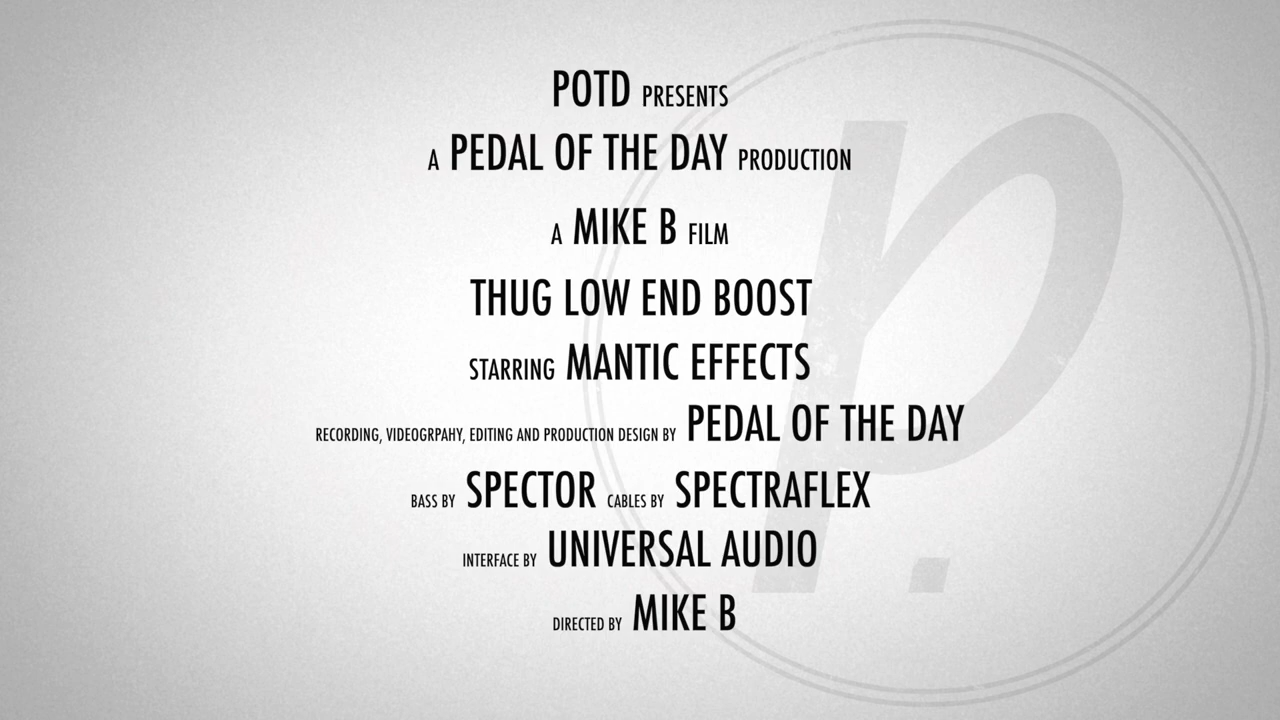 POTD PRESENTS
A PEDAL OF THE DAY PRODUCTION
A MIKE B FILM
THUG LOW END BOOST
STARRING MANTIC EFFECTS
RECORDING, VIDEOGRPAHY, EDITING AND PRODUCTION DESIGN BY PEDAL OF THE DAY
BASS BY SPECTOR CABLES BY SPECTRAFLEX
INTERFACE BY UNIVERSAL AUDIO
DIRECTED BY MIKE B
p.